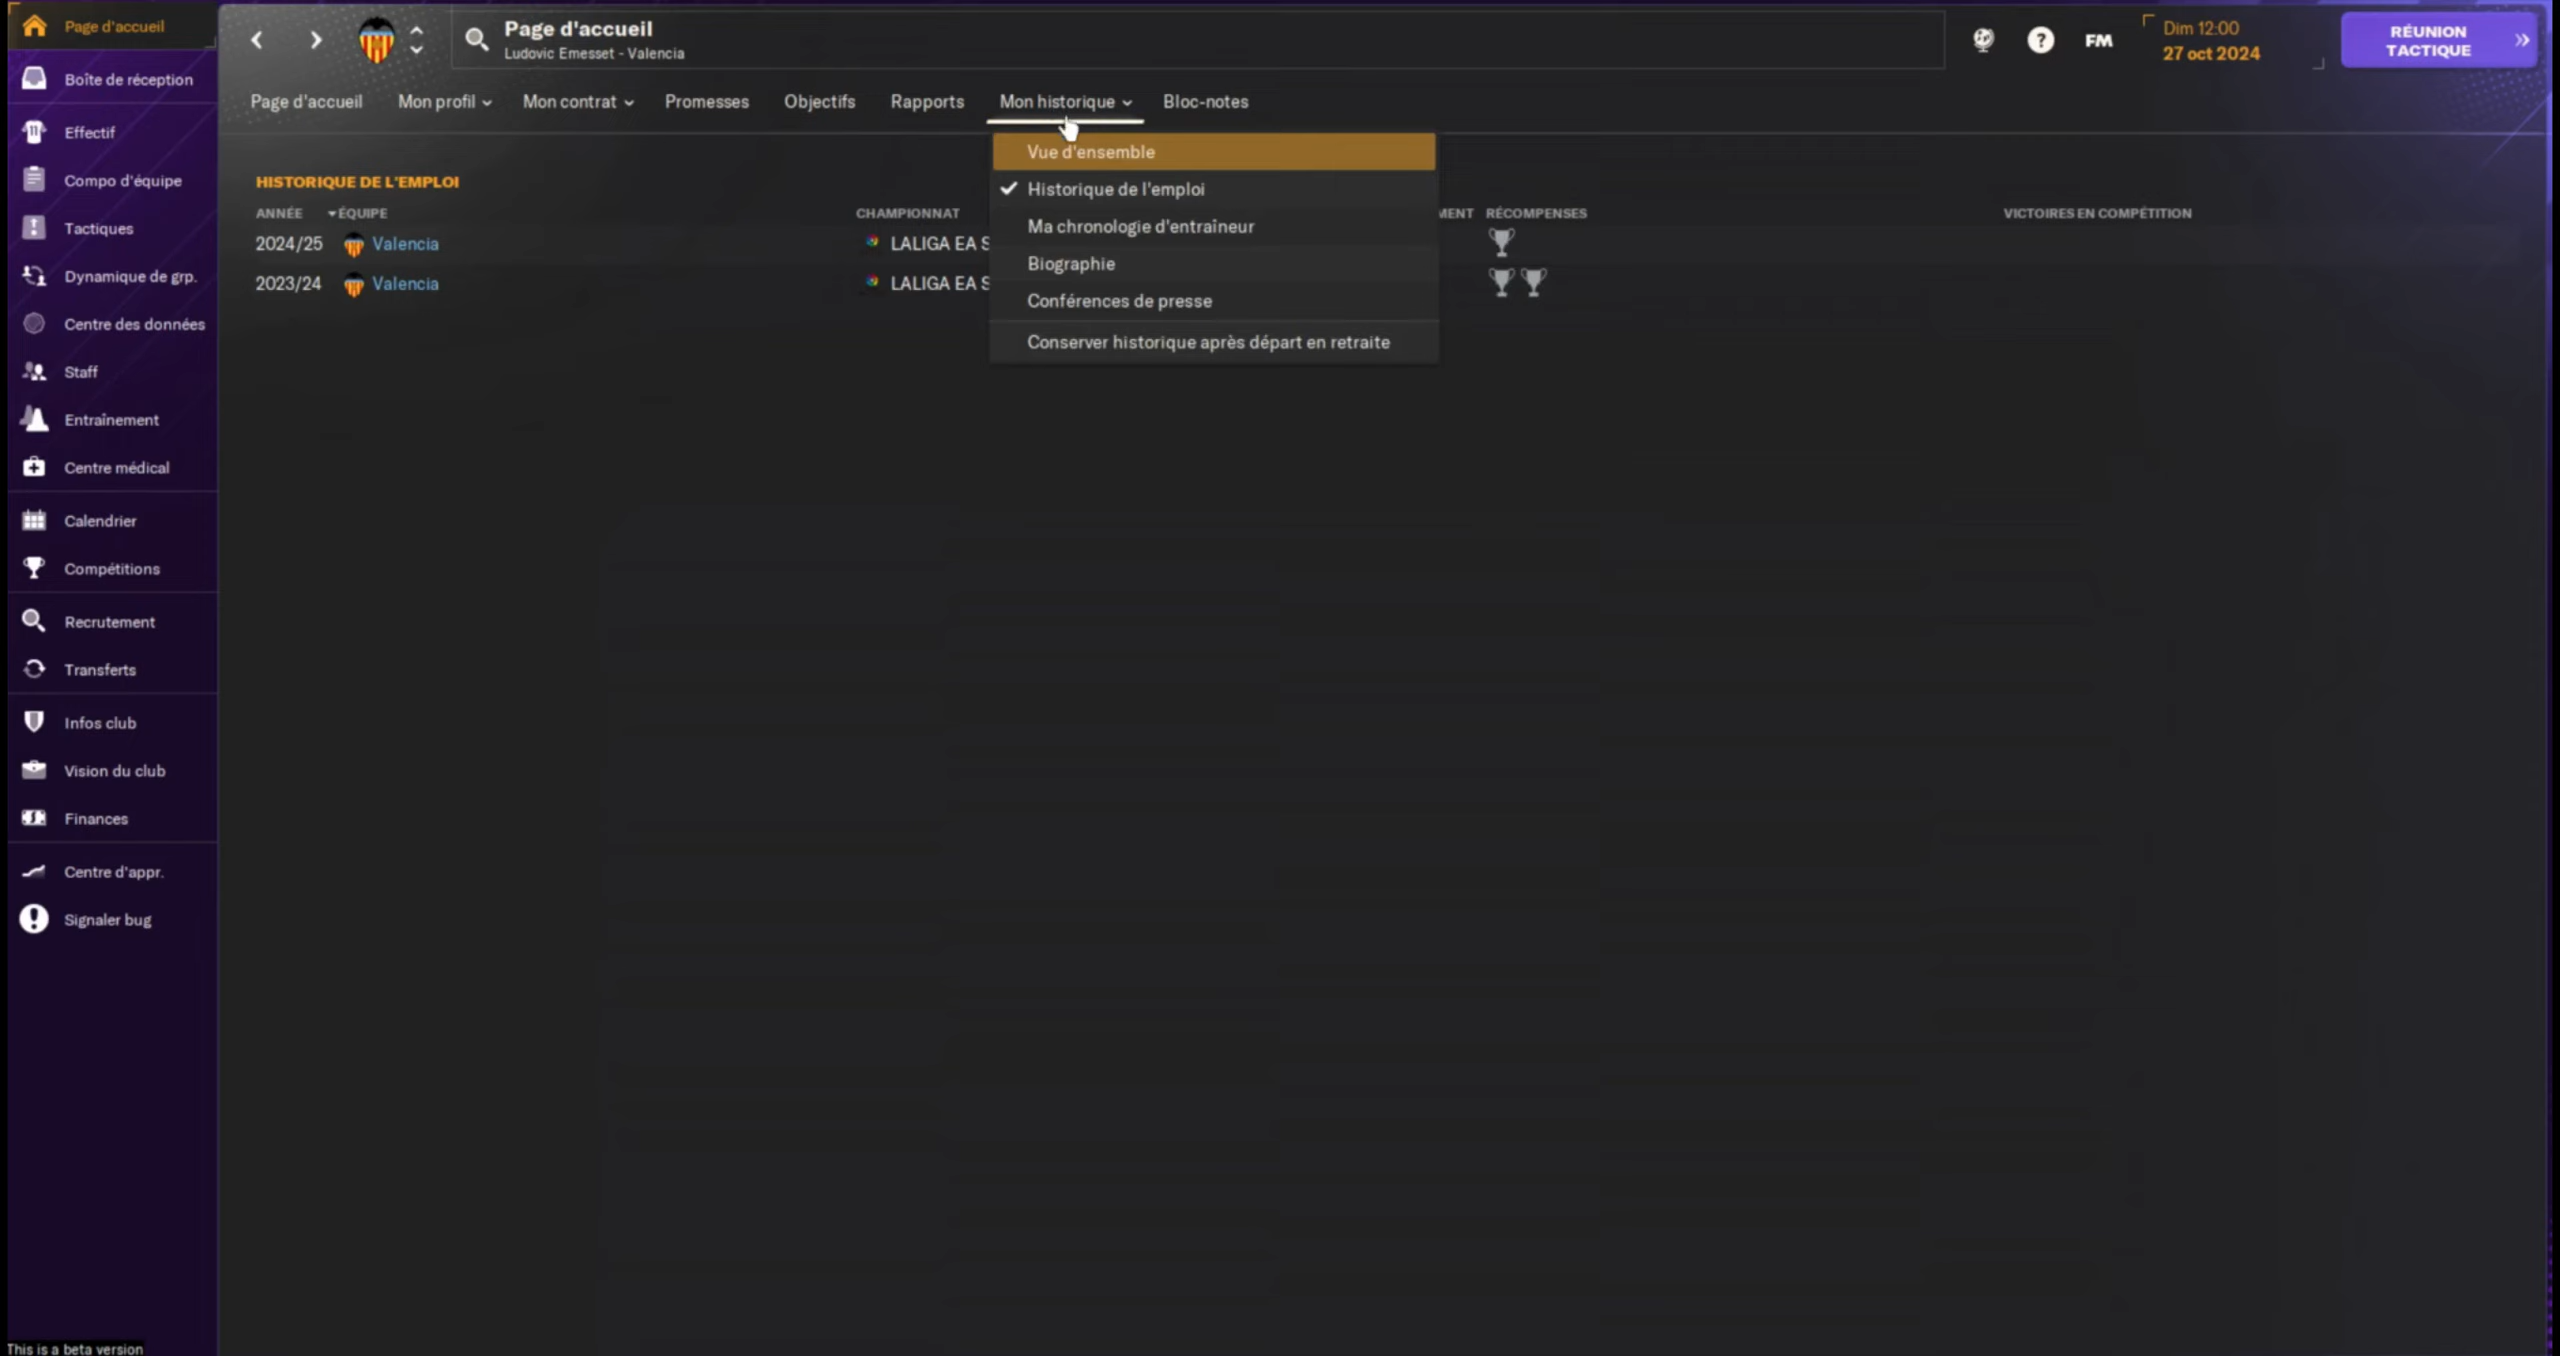 Page d'accueil
Boîte de réception
Effectif
Compo d'équipe
Tactiques
Dynamique de grp.
Centre des données
Staff
Entraînement
Centre médical
Calendrier
Compétitions
Recrutement
Transferts
Infos club
Vision du club
Finances
Centre d'appr.
Signaler bug
This is a beta version
Page d'accueil
Ludovic Emesset - Valencia
FM
Dim 12:00
27 oct 2024
RÉUNION
TACTIQUE
Page d'accueil Mon profil Mon contrat Promesses Objectifs Rapports Mon historique Bloc-notes
Vue d'ensemble
Historique de l'emploi
Ma chronologie d'entraîneur
Biographie
Conférences de presse
Conserver historique après départ en retraite
HISTORIQUE DE L'EMPLOI
ANNÉE ÉQUIPE CHAMPIONNAT MENT RÉCOMPENSES VICTOIRES EN COMPÉTITION
2024/25 Valencia LALIGA EA S
2023/24 Valencia LALIGA EA S